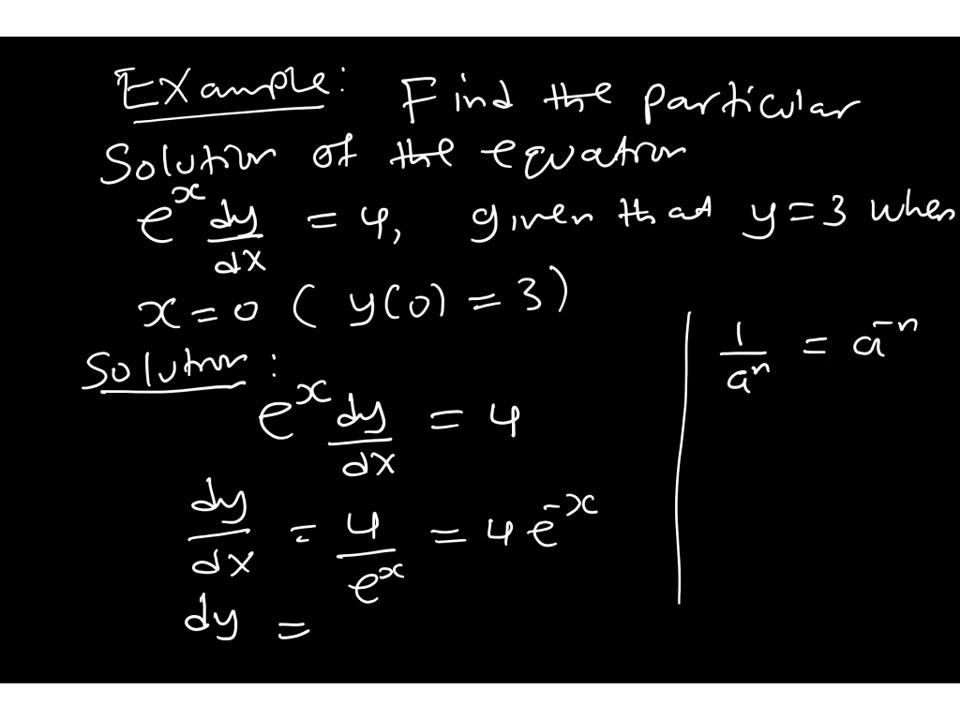 Example: Find the particular
Solution of the equation
e^x dy/dx = 4, given that y = 3 when
x = 0 ( y(0) = 3 )
Solution:
1/a^n = a^-n
e^x dy/dx = 4
dy/dx = 4/e^x = 4e^-x
dy =